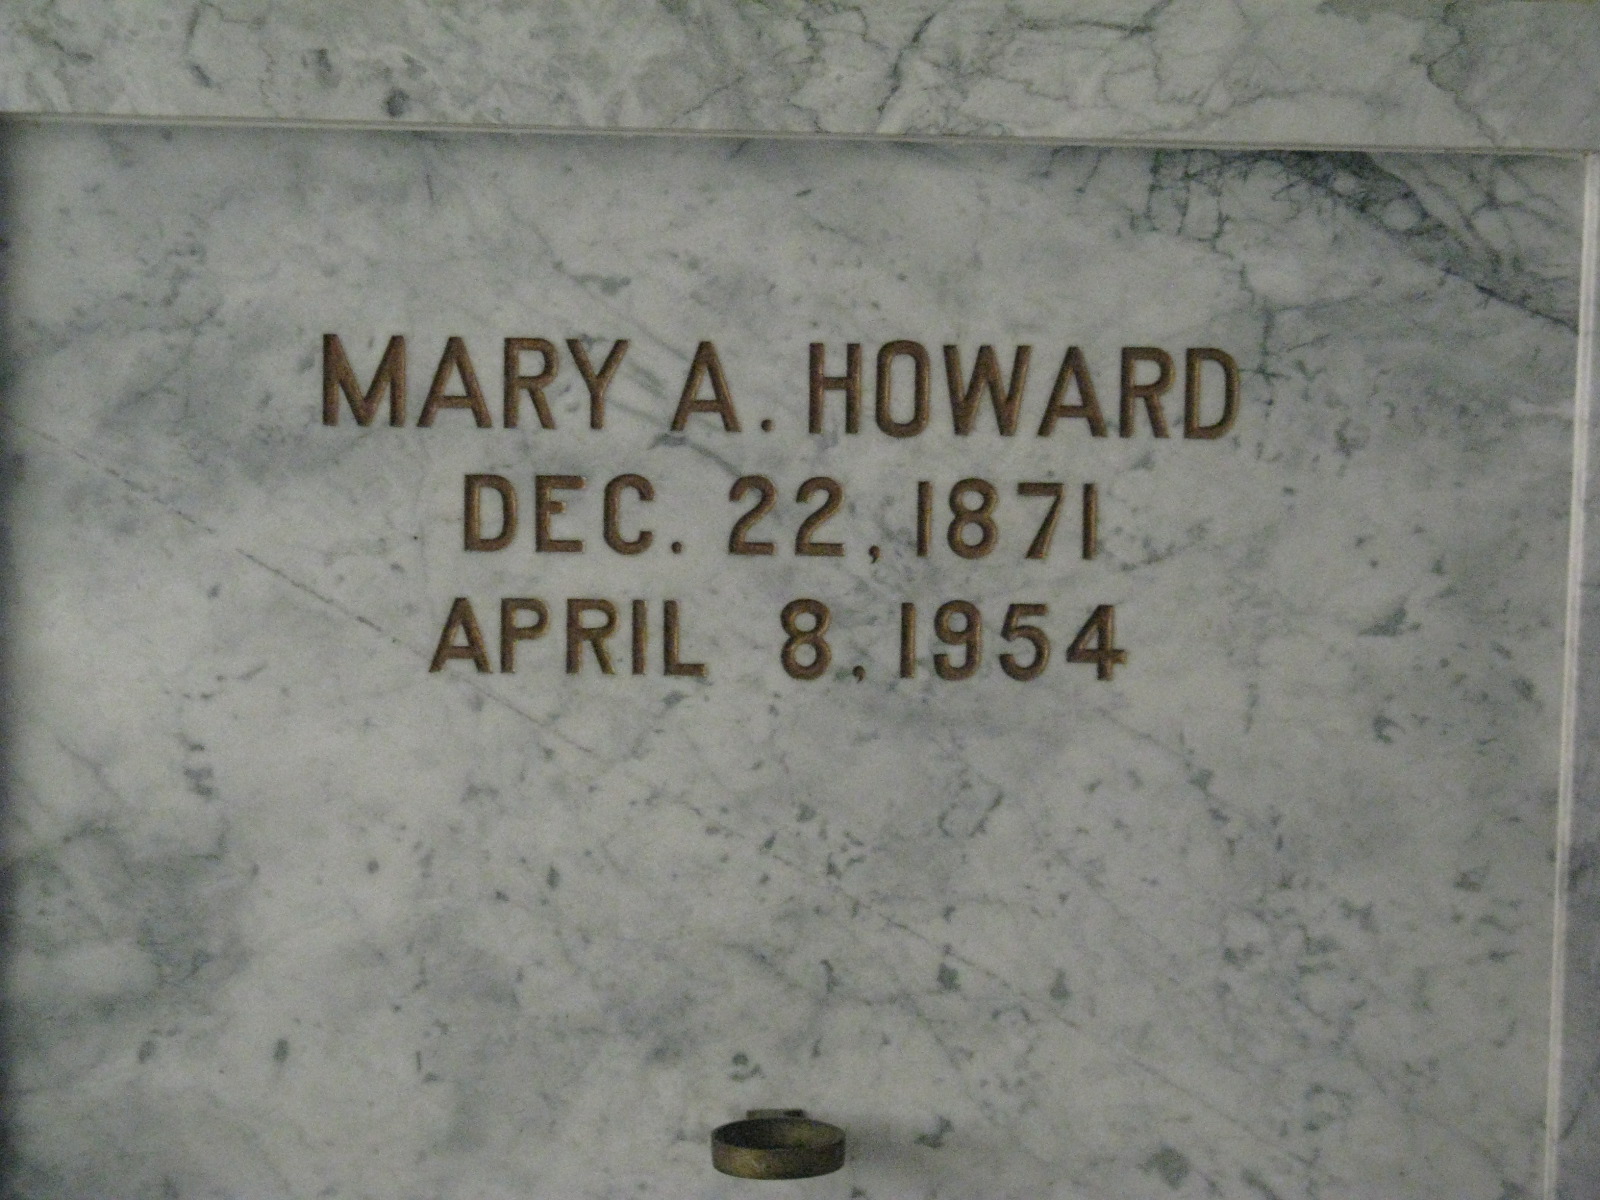 MARY A. HOWARD
DEC. 22, 1871
APRIL 8, 1954